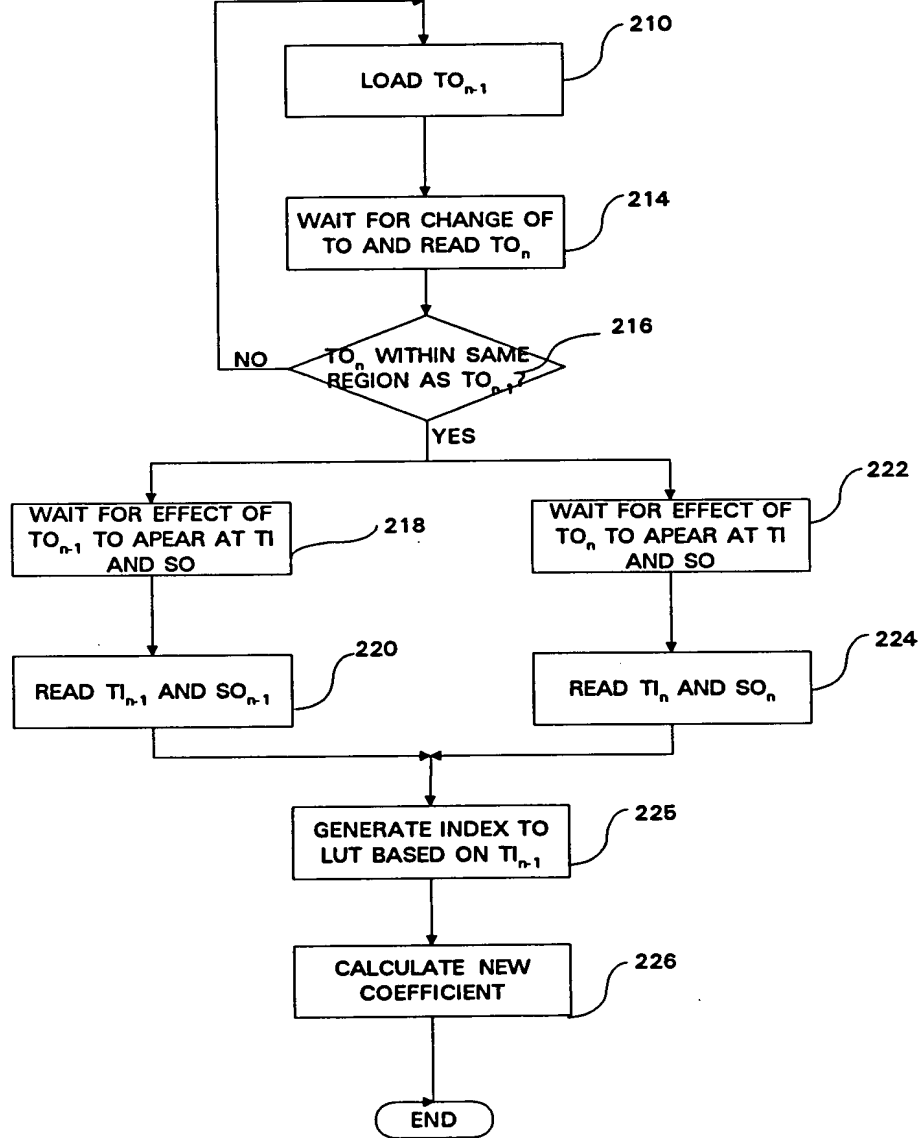 210
LOAD TOn-1
214
WAIT FOR CHANGE OF
TO AND READ TOn
216
NO
TOn WITHIN SAME
REGION AS TOn-1?
YES
222
WAIT FOR EFFECT OF
TOn-1 TO APEAR AT TI
AND SO
218
WAIT FOR EFFECT OF
TOn TO APEAR AT TI
AND SO
220
READ TIn-1 AND SOn-1
224
READ TIn AND SOn
225
GENERATE INDEX TO
LUT BASED ON TIn-1
226
CALCULATE NEW
COEFFICIENT
END